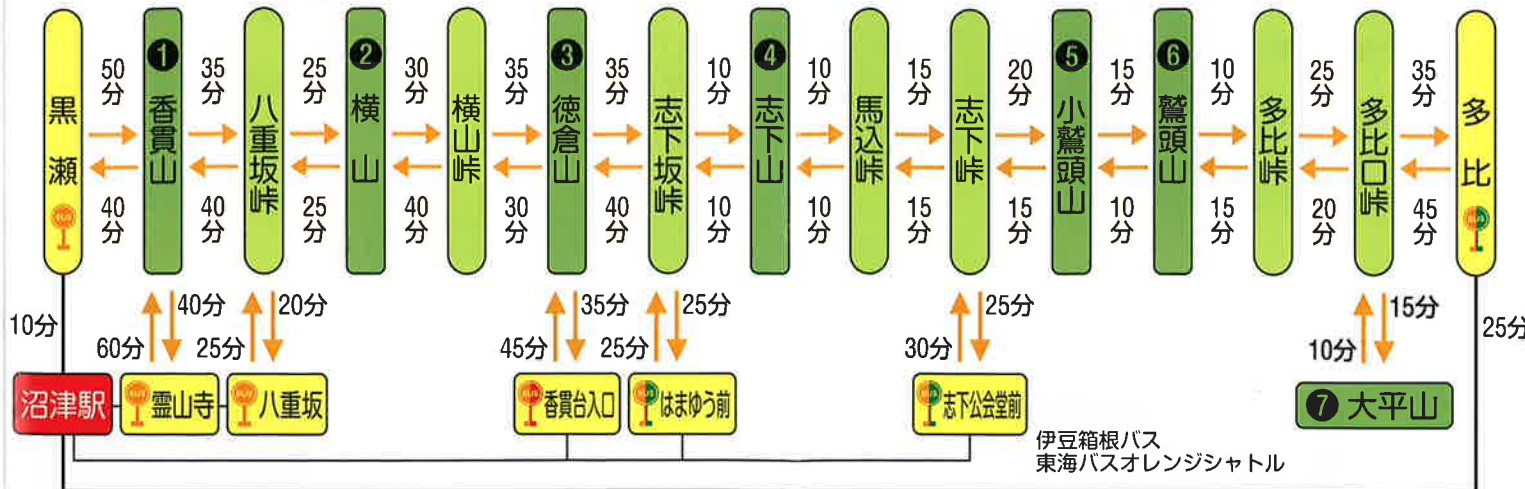 黒瀬
50分
40分
❶香貫山
35分
40分
八重坂峠
25分
25分
❷横山
30分
40分
横山峠
35分
30分
❸徳倉山
35分
40分
志下坂峠
10分
10分
❹志下山
10分
10分
馬込峠
15分
15分
志下峠
20分
15分
❺小鷲頭山
15分
10分
❻鷲頭山
10分
15分
多比峠
25分
20分
多比口峠
35分
45分
多比
10分
60分
40分
25分
20分
45分
35分
25分
25分
30分
25分
10分
15分
25分
沼津駅
BUS 霊山寺
BUS 八重坂
BUS 香貫台入口
BUS はまゆう前
BUS 志下公会堂前
❼大平山
伊豆箱根バス
東海バスオレンジシャトル